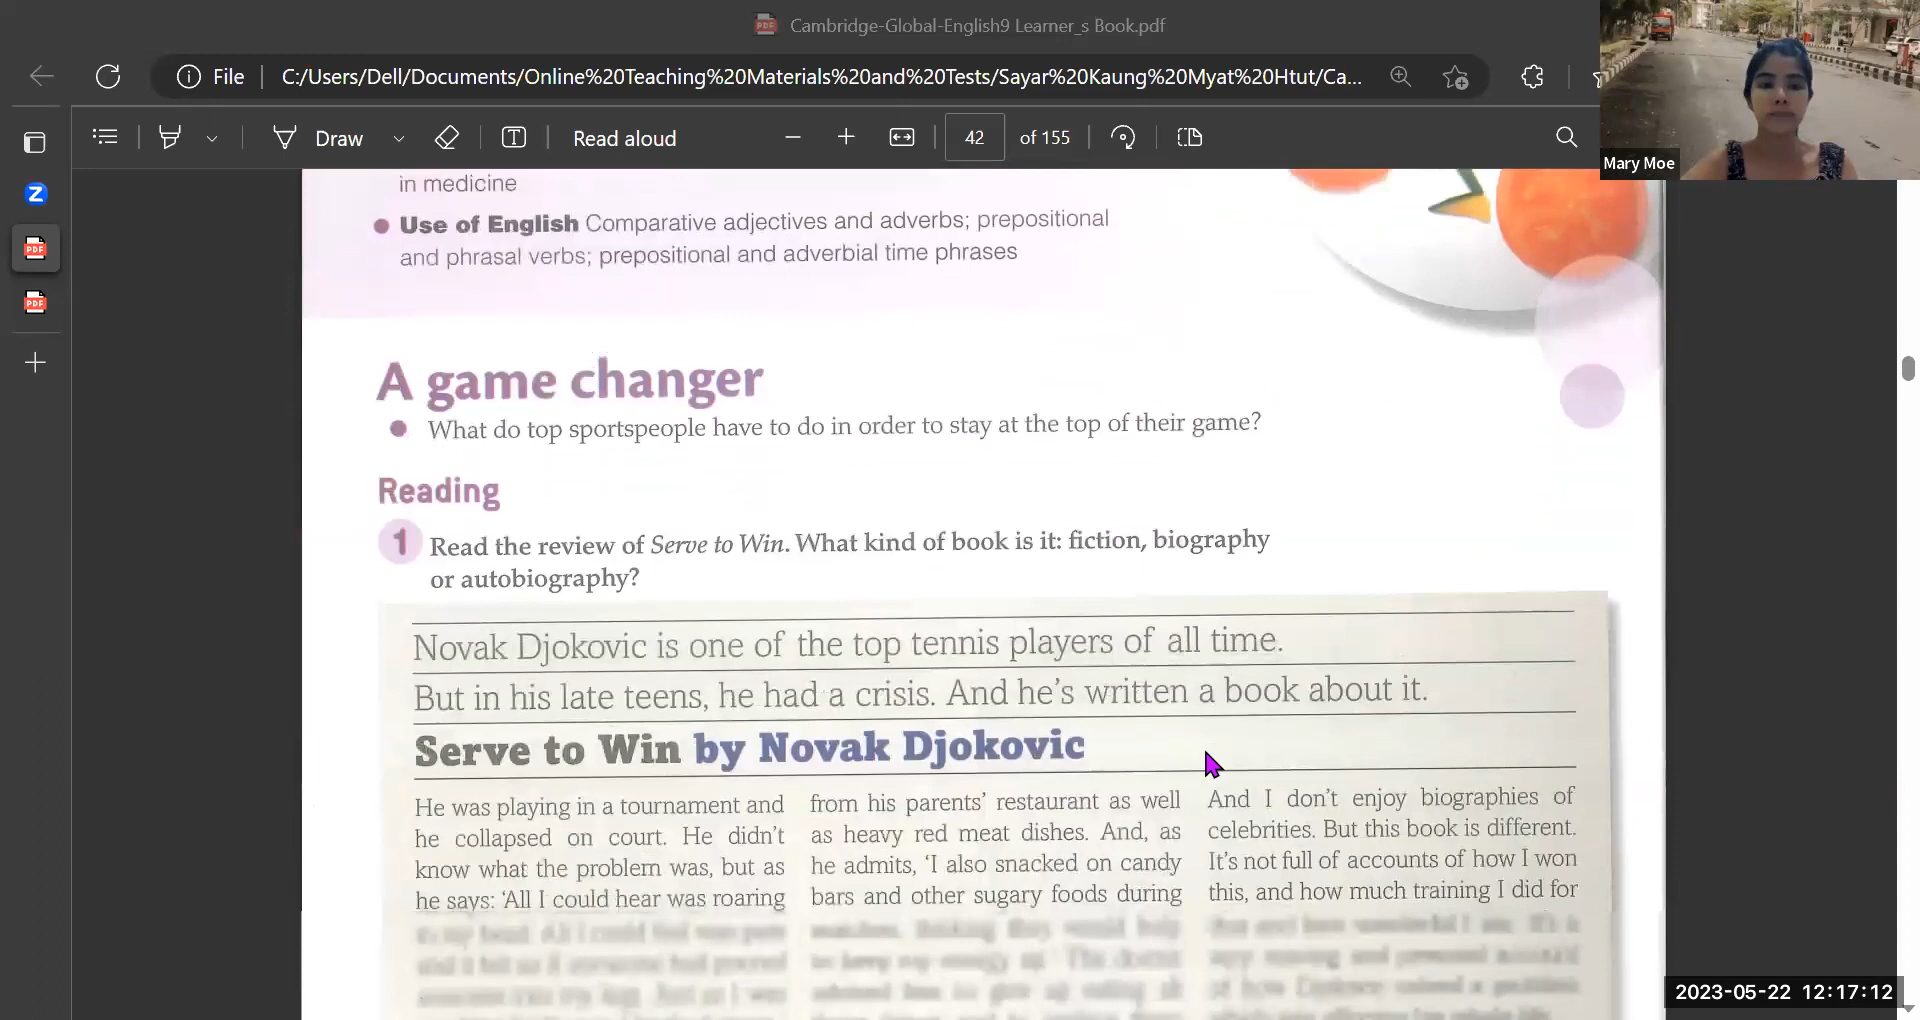 Cambridge-Global-English9 Learner_s Book.pdf
File
C:/Users/Dell/Documents/Online%20Teaching%20Materials%20and%20Tests/Sayar%20Kaung%20Myat%20Htut/Ca...
Draw
Read aloud
42 of 155
Mary Moe
in medicine
Use of English Comparative adjectives and adverbs; prepositional
and phrasal verbs; prepositional and adverbial time phrases
A game changer
What do top sportspeople have to do in order to stay at the top of their game?
Reading
1 Read the review of Serve to Win. What kind of book is it: fiction, biography
or autobiography?
Novak Djokovic is one of the top tennis players of all time.
But in his late teens, he had a crisis. And he's written a book about it.
Serve to Win by Novak Djokovic
He was playing in a tournament and
he collapsed on court. He didn't
know what the problem was, but as
he says: 'All I could hear was roaring
from his parents' restaurant as well
as heavy red meat dishes. And, as
he admits, 'I also snacked on candy
bars and other sugary foods during
And I don't enjoy biographies of
celebrities. But this book is different.
It's not full of accounts of how I won
this, and how much training I did for
2023-05-22 12:17:12